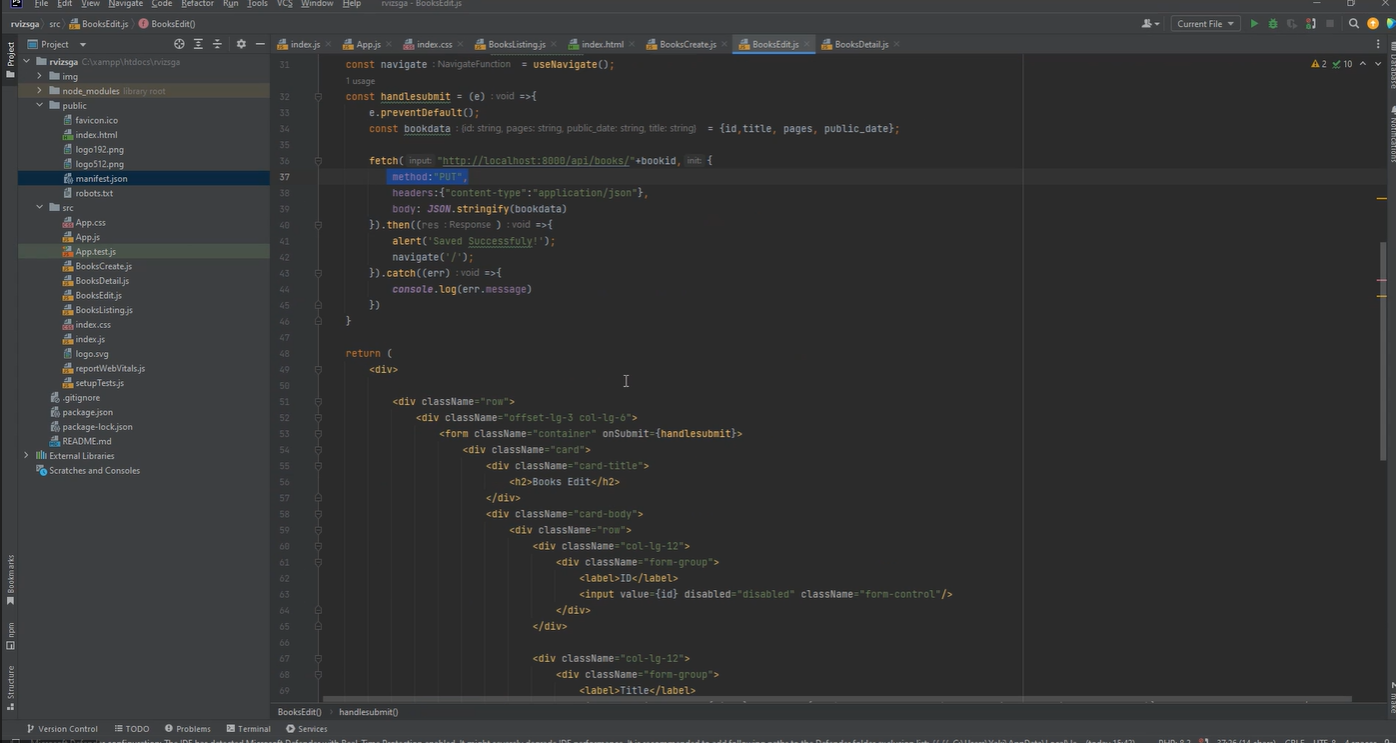 File Edit View Navigate Code Refactor Run Tools VCS Window Help rvizsga - BooksEdit.js
rvizsga src BooksEdit.js BooksEdit() Current File
Project
index.js App.js index.css BooksListing.js index.html BooksCreate.js BooksEdit.js BooksDetail.js
rvizsga C:\xampp\htdocs\rvizsga
img
node_modules library root
public
favicon.ico
index.html
logo192.png
logo512.png
manifest.json
robots.txt
src
App.css
App.js
App.test.js
BooksCreate.js
BooksDetail.js
BooksEdit.js
BooksListing.js
index.css
index.js
logo.svg
reportWebVitals.js
setupTests.js
.gitignore
package.json
package-lock.json
README.md
External Libraries
Scratches and Consoles
Project
Bookmarks
npm
Structure
2 10
31 const navigate : NavigateFunction = useNavigate();
1 usage
32 const handlesubmit = (e) : void =>{
33 e.preventDefault();
34 const bookdata : {id: string, pages: string, public_date: string, title: string} = {id,title, pages, public_date};
35
36 fetch( input: "http://localhost:8000/api/books/"+bookid, init: {
37 method:"PUT",
38 headers:{"content-type":"application/json"},
39 body: JSON.stringify(bookdata)
40 }).then((res : Response ) : void =>{
41 alert('Saved Successfuly!');
42 navigate('/');
43 }).catch((err) : void =>{
44 console.log(err.message)
45 })
46 }
47
48 return (
49 <div>
50
51 <div className="row">
52 <div className="offset-lg-3 col-lg-6">
53 <form className="container" onSubmit={handlesubmit}>
54 <div className="card">
55 <div className="card-title">
56 <h2>Books Edit</h2>
57 </div>
58 <div className="card-body">
59 <div className="row">
60 <div className="col-lg-12">
61 <div className="form-group">
62 <label>ID</label>
63 <input value={id} disabled="disabled" className="form-control"/>
64 </div>
65 </div>
66
67 <div className="col-lg-12">
68 <div className="form-group">
69 <label>Title</label>
Database
Notifications
BooksEdit() handlesubmit()
Version Control TODO Problems Terminal Services